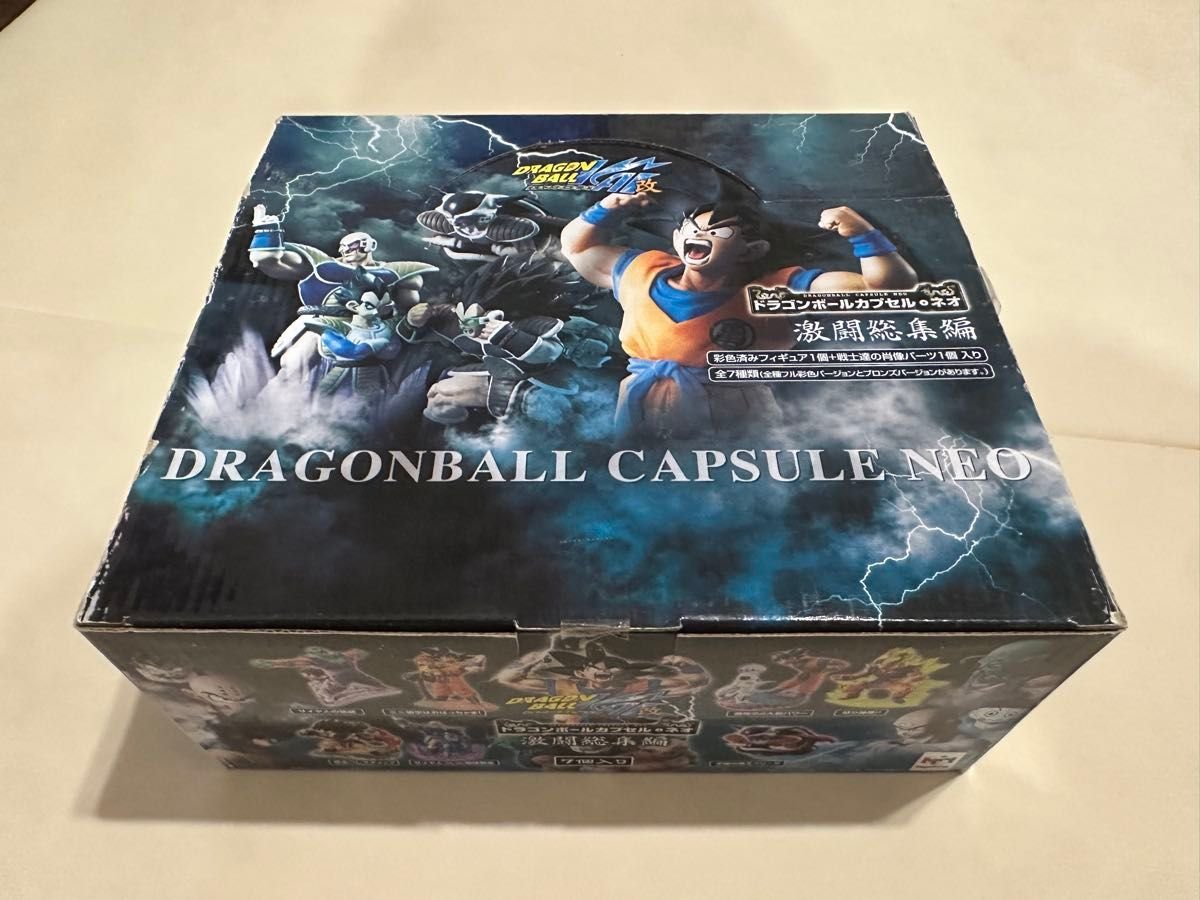 DRAGON
BALL 改
DRAGONBALL CAPSULE NEO
ドラゴンボールカプセル・ネオ
激闘総集編
彩色済みフィギュア1個+戦士達の肖像パーツ1個 入り
全7種類(全種フル彩色バージョンとブロンズバージョンがあります。)
DRAGONBALL CAPSULE NEO
DRAGON
BALL 改
ドラゴンボールカプセル・ネオ
激闘総集編
7個入り